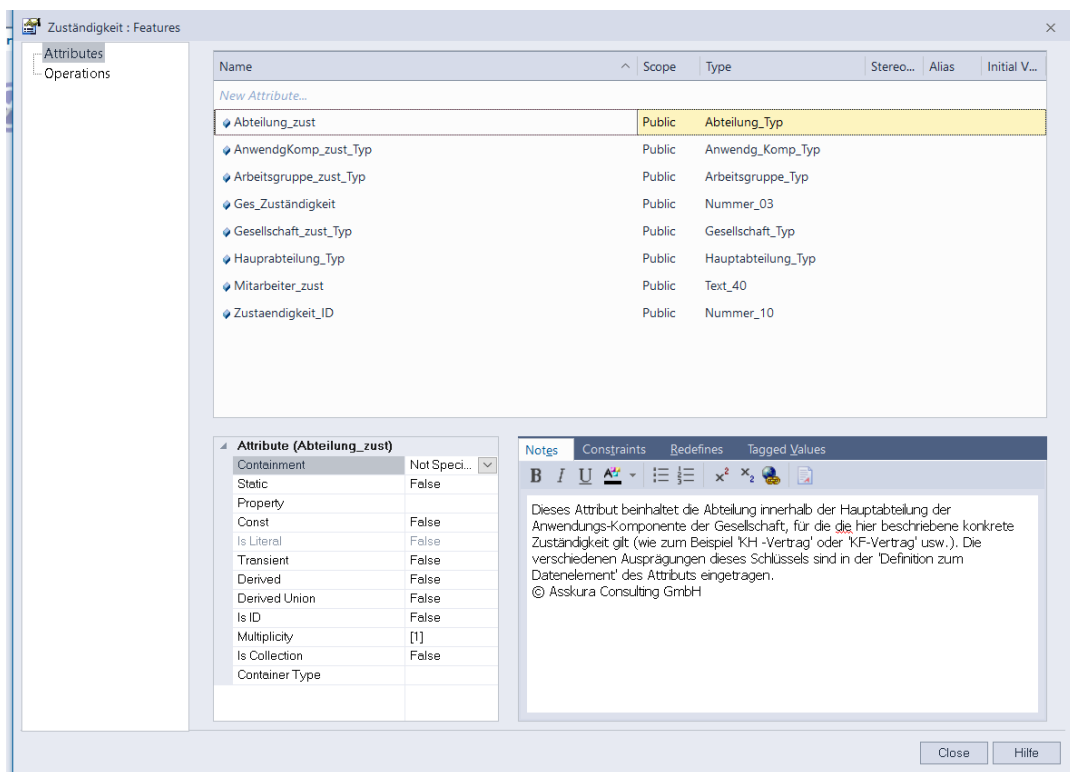 Zuständigkeit : Features
Attributes
Operations
Name Scope Type Stereo... Alias Initial V...
New Attribute...
Abteilung_zust Public Abteilung_Typ
AnwendgKomp_zust_Typ Public Anwendg_Komp_Typ
Arbeitsgruppe_zust_Typ Public Arbeitsgruppe_Typ
Ges_Zuständigkeit Public Nummer_03
Gesellschaft_zust_Typ Public Gesellschaft_Typ
Hauprabteilung_Typ Public Hauptabteilung_Typ
Mitarbeiter_zust Public Text_40
Zustaendigkeit_ID Public Nummer_10
Attribute (Abteilung_zust)
Containment Not Speci...
Static False
Property
Const False
Is Literal False
Transient False
Derived False
Derived Union False
Is ID False
Multiplicity [1]
Is Collection False
Container Type
Notes Constraints Redefines Tagged Values
B I U A x² x₂
Dieses Attribut beinhaltet die Abteilung innerhalb der Hauptabteilung der
Anwendungs-Komponente der Gesellschaft, für die die hier beschriebene konkrete
Zuständigkeit gilt (wie zum Beispiel 'KH -Vertrag' oder 'KF-Vertrag' usw.). Die
verschiedenen Ausprägungen dieses Schlüssels sind in der 'Definition zum
Datenelement' des Attributs eingetragen.
© Asskura Consulting GmbH
Close Hilfe